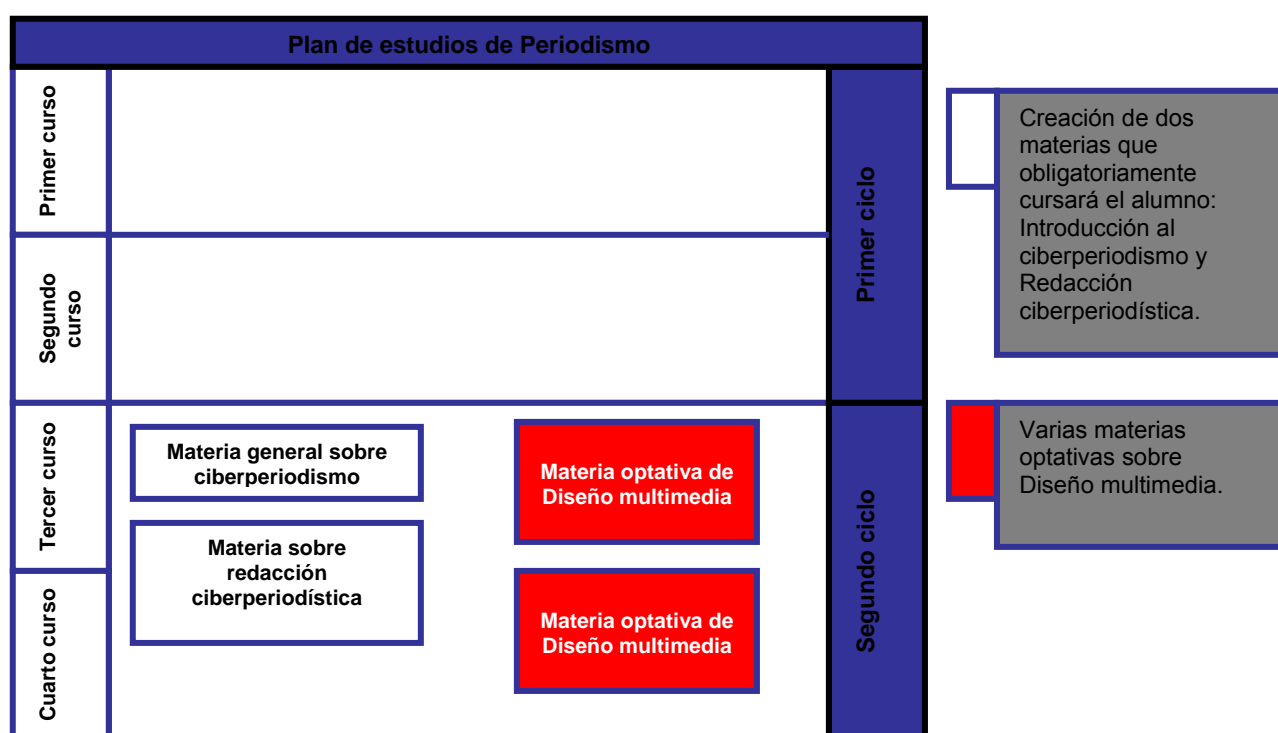 Plan de estudios de Periodismo
Primer curso
Primer ciclo
Creación de dos
materias que
obligatoriamente
cursará el alumno:
Introducción al
ciberperiodismo y
Redacción
ciberperiodística.
Segundo
curso
Tercer curso
Materia general sobre
ciberperiodismo
Materia sobre
redacción
ciberperiodística
Materia optativa de
Diseño multimedia
Segundo ciclo
Varias materias
optativas sobre
Diseño multimedia.
Cuarto curso
Materia optativa de
Diseño multimedia